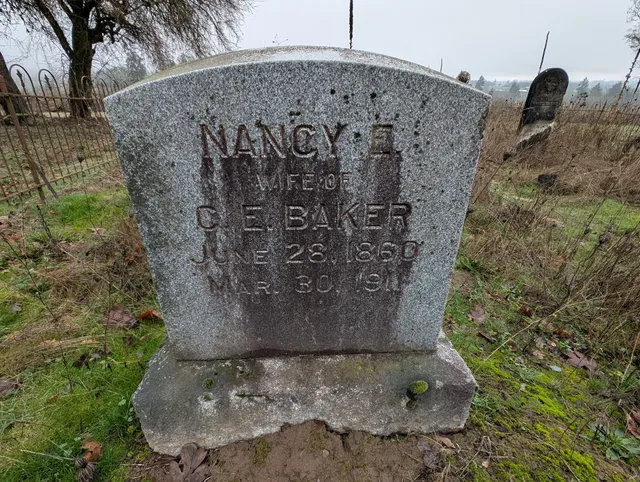 NANCY E.
WIFE OF
C. E. BAKER
JUNE 28, 1860
MAR. 30, 1911